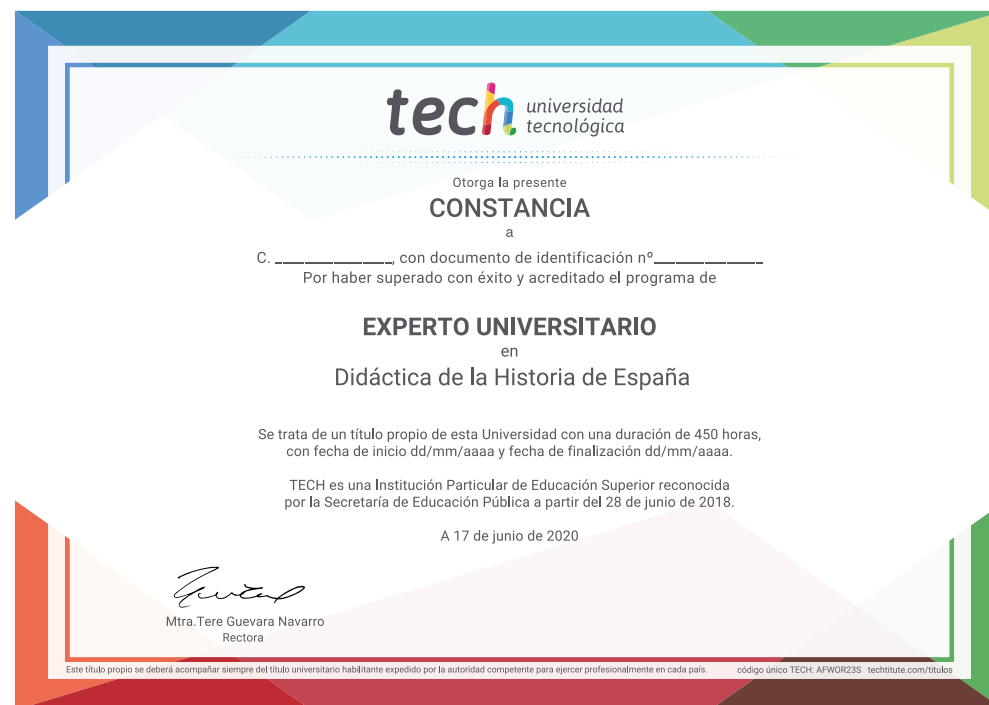 tech universidad
tecnológica
Otorga la presente
CONSTANCIA
a
C. _______________, con documento de identificación nº______________
Por haber superado con éxito y acreditado el programa de
EXPERTO UNIVERSITARIO
en
Didáctica de la Historia de España
Se trata de un título propio de esta Universidad con una duración de 450 horas,
con fecha de inicio dd/mm/aaaa y fecha de finalización dd/mm/aaaa.
TECH es una Institución Particular de Educación Superior reconocida
por la Secretaría de Educación Pública a partir del 28 de junio de 2018.
A 17 de junio de 2020
Mtra.Tere Guevara Navarro
Rectora
Este título propio se deberá acompañar siempre del título universitario habilitante expedido por la autoridad competente para ejercer profesionalmente en cada país. código único TECH: AFWOR23S techtitute.com/titulos